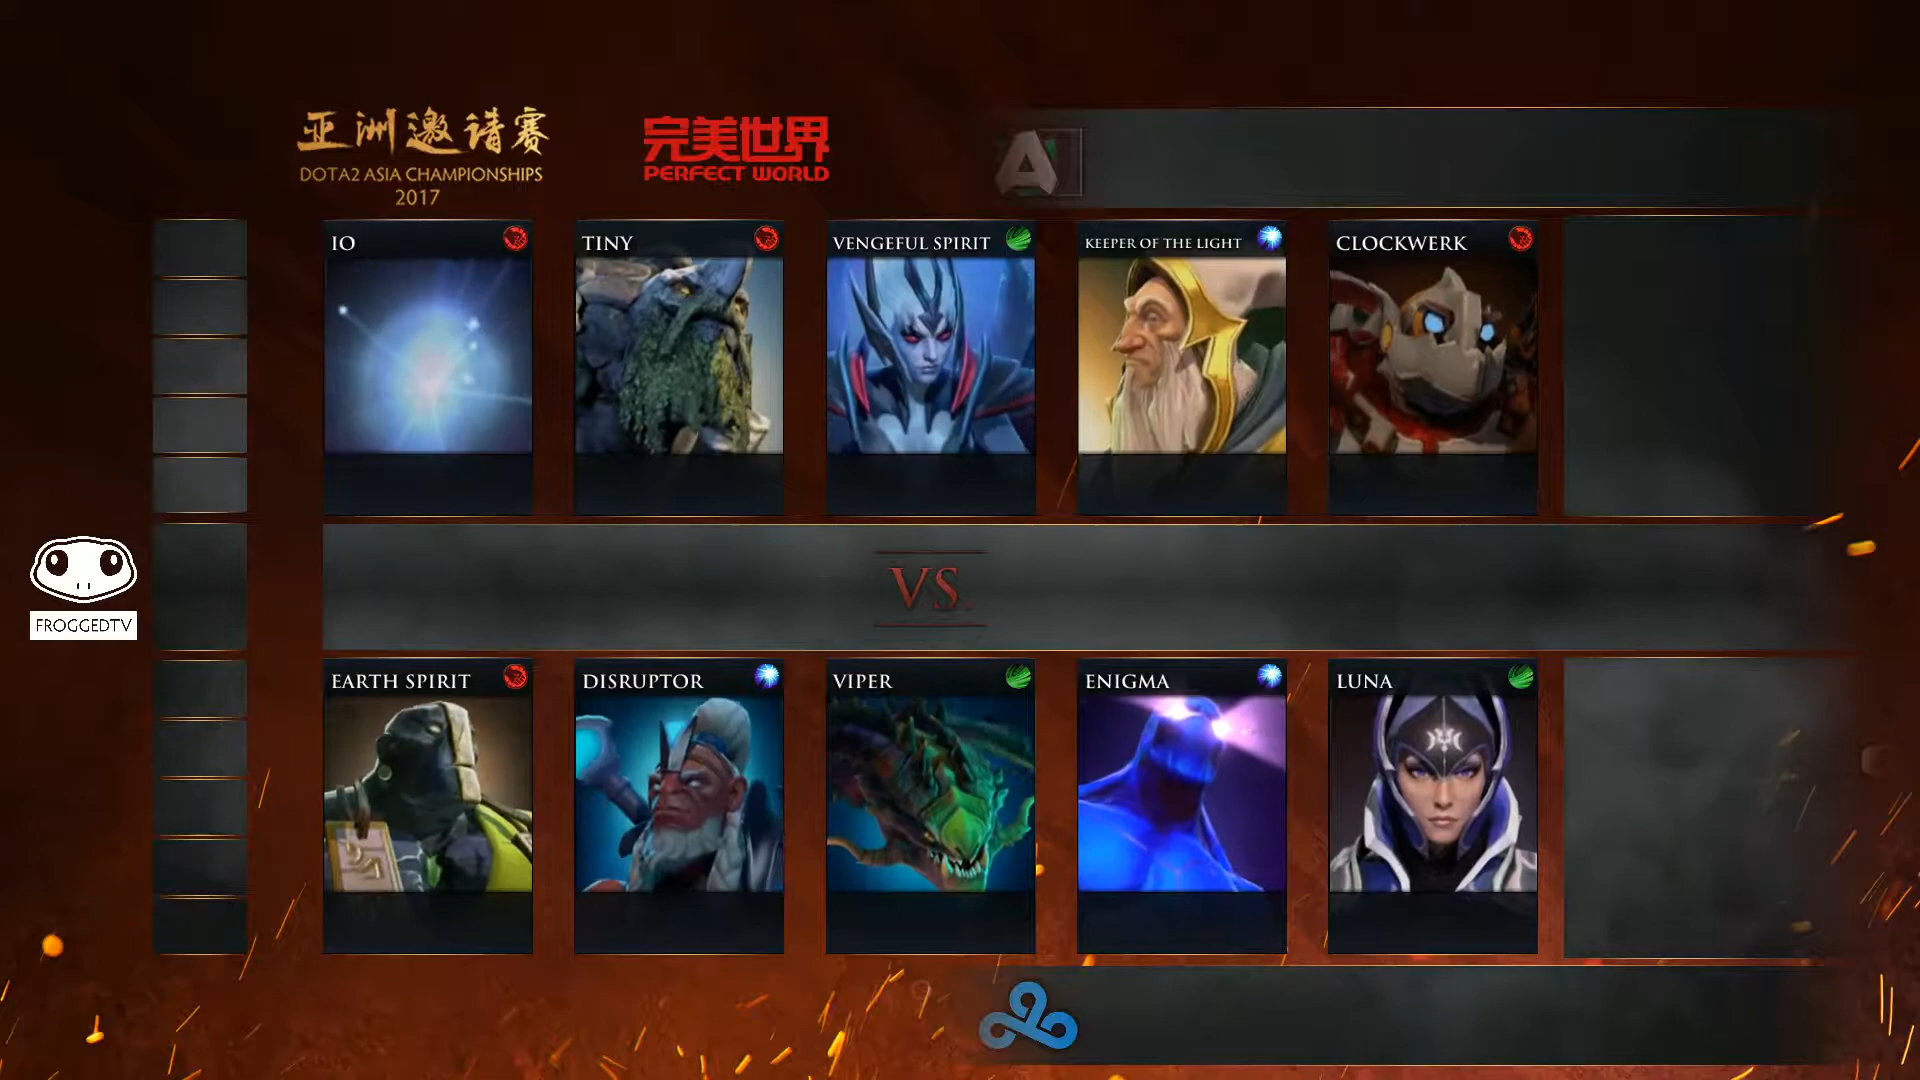 亚洲邀请赛
DOTA2 ASIA CHAMPIONSHIPS
2017
完美世界
PERFECT WORLD
IO
TINY
VENGEFUL SPIRIT
KEEPER OF THE LIGHT
CLOCKWERK
FROGGEDTV
VS.
EARTH SPIRIT
DISRUPTOR
VIPER
ENIGMA
LUNA